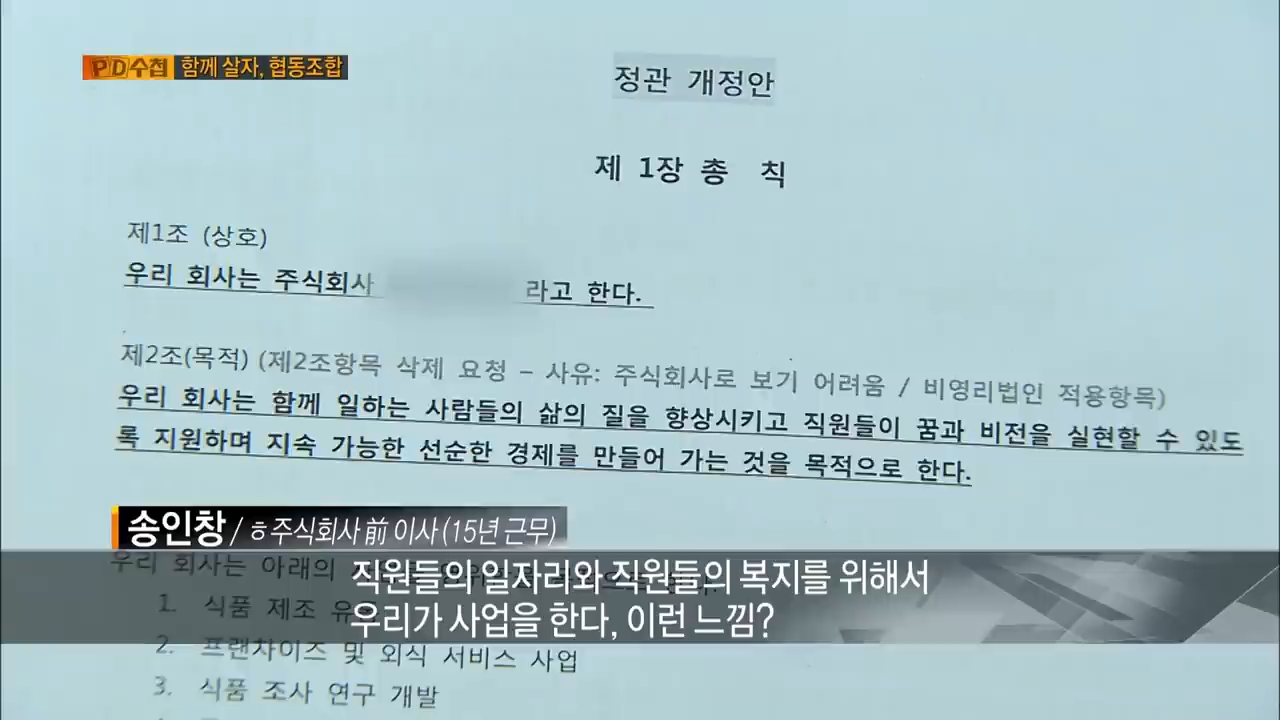 PD수첩 함께 살자, 협동조합
정관 개정안
제 1장 총 칙
제1조 (상호)
우리 회사는 주식회사 라고 한다.
제2조(목적) (제2조항목 삭제 요청 – 사유: 주식회사로 보기 어려움 / 비영리법인 적용항목)
우리 회사는 함께 일하는 사람들의 삶의 질을 향상시키고 직원들이 꿈과 비전을 실현할 수 있도
록 지원하며 지속 가능한 선순한 경제를 만들어 가는 것을 목적으로 한다.
송인창 / ㅎ주식회사 前 이사 (15년 근무)
우리 회사는 아래의
직원들의 일자리와 직원들의 복지를 위해서
1. 식품 제조 유
우리가 사업을 한다, 이런 느낌?
2. 프랜차이즈 및 외식 서비스 사업
3. 식품 조사 연구 개발